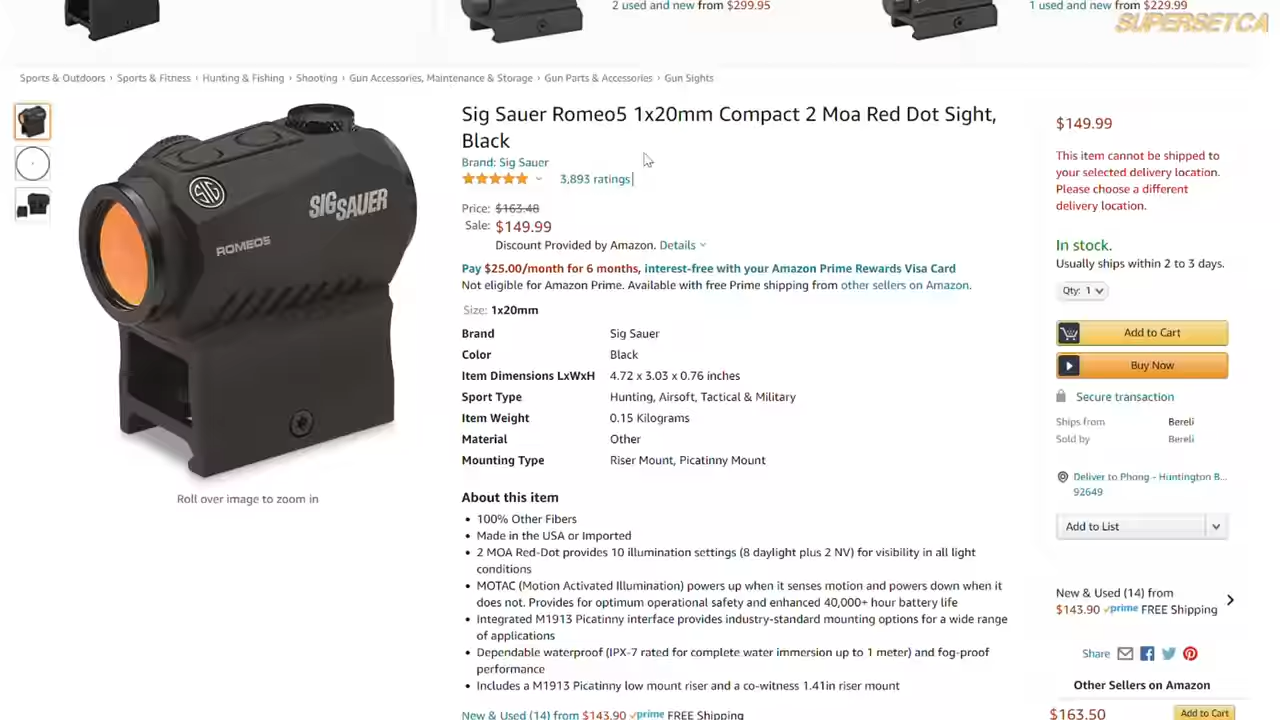 2 used and new from $299.95
1 used and new from $229.99
SUPERSETCA
Sports & Outdoors › Sports & Fitness › Hunting & Fishing › Shooting › Gun Accessories, Maintenance & Storage › Gun Parts & Accessories › Gun Sights
SIG
SIG SAUER
ROMEO5
Roll over image to zoom in
Sig Sauer Romeo5 1x20mm Compact 2 Moa Red Dot Sight,
Black
Brand: Sig Sauer
3,893 ratings
Price: $163.48
Sale: $149.99
Discount Provided by Amazon. Details
Pay $25.00/month for 6 months, interest-free with your Amazon Prime Rewards Visa Card
Not eligible for Amazon Prime. Available with free Prime shipping from other sellers on Amazon.
Size: 1x20mm
Brand Sig Sauer
Color Black
Item Dimensions LxWxH 4.72 x 3.03 x 0.76 inches
Sport Type Hunting, Airsoft, Tactical & Military
Item Weight 0.15 Kilograms
Material Other
Mounting Type Riser Mount, Picatinny Mount
About this item
• 100% Other Fibers
• Made in the USA or Imported
• 2 MOA Red-Dot provides 10 illumination settings (8 daylight plus 2 NV) for visibility in all light
conditions
• MOTAC (Motion Activated Illumination) powers up when it senses motion and powers down when it
does not. Provides for optimum operational safety and enhanced 40,000+ hour battery life
• Integrated M1913 Picatinny interface provides industry-standard mounting options for a wide range
of applications
• Dependable waterproof (IPX-7 rated for complete water immersion up to 1 meter) and fog-proof
performance
• Includes a M1913 Picatinny low mount riser and a co-witness 1.41in riser mount
New & Used (14) from $143.90 prime FREE Shipping
$149.99
This item cannot be shipped to
your selected delivery location.
Please choose a different
delivery location.
In stock.
Usually ships within 2 to 3 days.
Qty: 1
Add to Cart
Buy Now
Secure transaction
Ships from Bereli
Sold by Bereli
Deliver to Phong - Huntington B...
92649
Add to List
New & Used (14) from
$143.90 prime FREE Shipping
Share
Other Sellers on Amazon
$163.50 Add to Cart